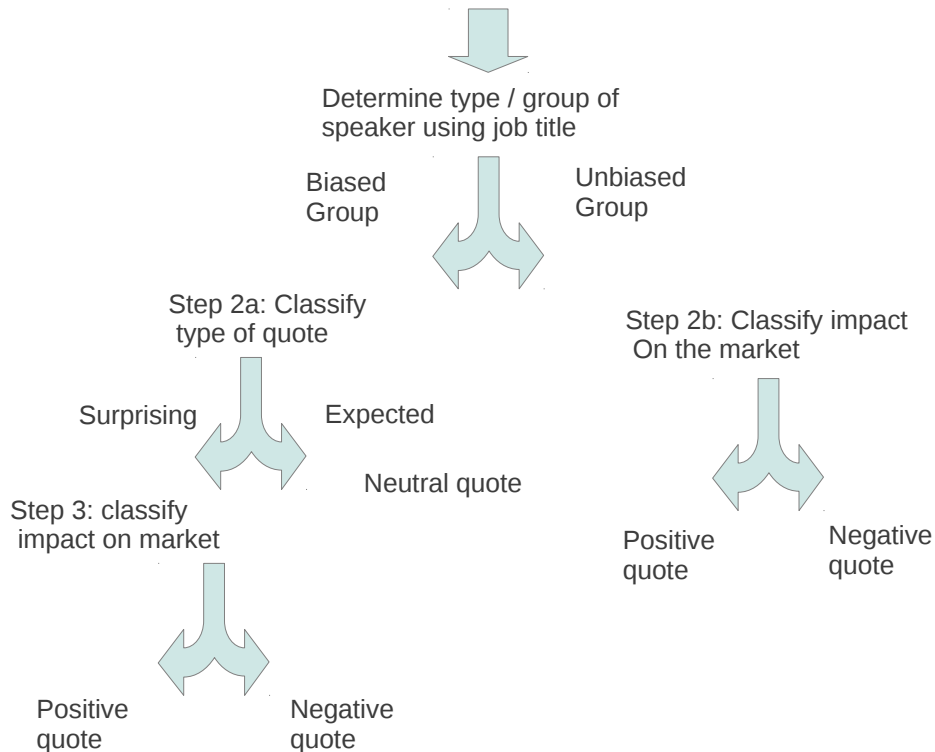 Determine type / group of
speaker using job title
Biased
Group
Unbiased
Group
Step 2a: Classify
type of quote
Step 2b: Classify impact
On the market
Surprising
Expected
Neutral quote
Step 3: classify
impact on market
Positive
quote
Negative
quote
Positive
quote
Negative
quote